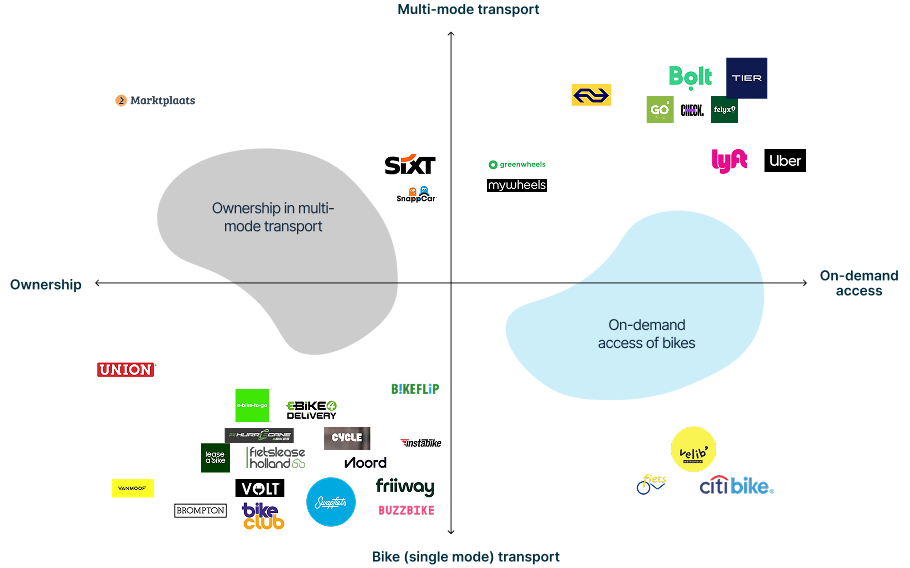 Multi-mode transport
Bolt
TIER
2 Marktplaats
GO
CHECK.
felyx
SIXT
greenwheels
lyft
Uber
mywheels
SnappCar
Ownership in multi-
mode transport
Ownership
On-demand
access
On-demand
access of bikes
UNION
BIKEFLIP
e-bike-to-go
E-BIKE4
DELIVERY
HURRICANE
CYCLE
instabike
lease
a bike
fietslease
holland
Noord
velib'
fiets
citibike®
VANMOOF
VOLT
Swapfiets
friiway
BROMPTON
bike
club
BUZZBIKE
Bike (single mode) transport